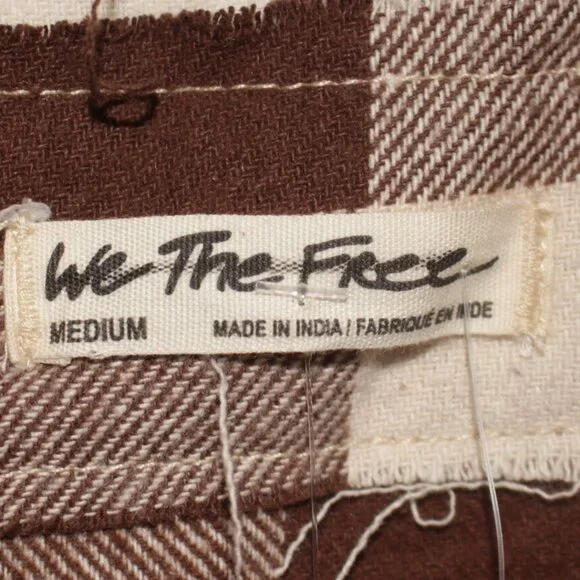 We The Free
MEDIUM
MADE IN INDIA / FABRIQUÉ EN INDE